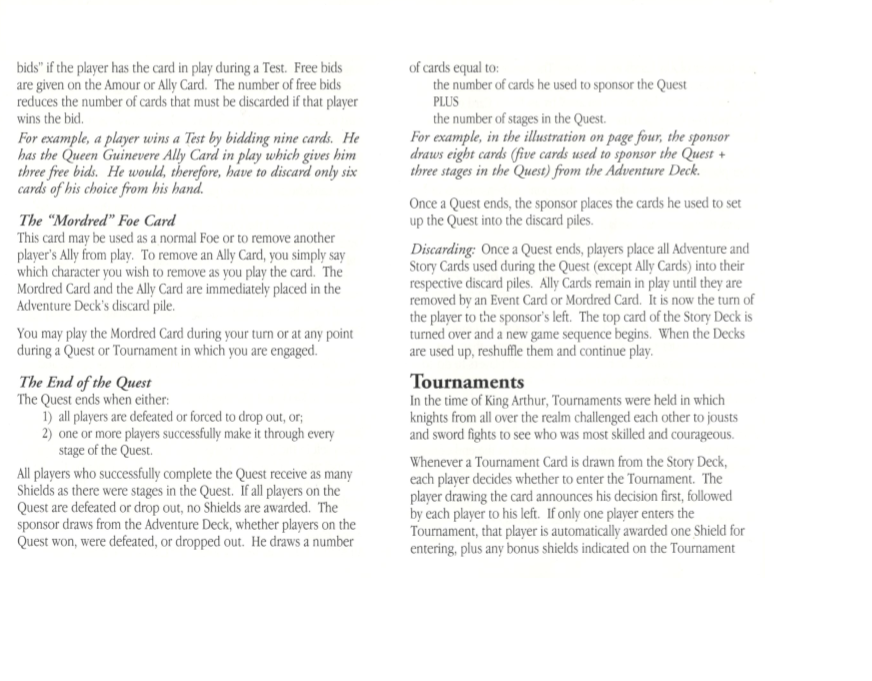 bids" if the player has the card in play during a Test. Free bids
are given on the Amour or Ally Card. The number of free bids
reduces the number of cards that must be discarded if that player
wins the bid.
For example, a player wins a Test by bidding nine cards. He
has the Queen Guinevere Ally Card in play which gives him
three free bids. He would, therefore, have to discard only six
cards of his choice from his hand.
The "Mordred" Foe Card
This card may be used as a normal Foe or to remove another
player's Ally from play. To remove an Ally Card, you simply say
which character you wish to remove as you play the card. The
Mordred Card and the Ally Card are immediately placed in the
Adventure Deck's discard pile.
You may play the Mordred Card during your turn or at any point
during a Quest or Tournament in which you are engaged.
The End of the Quest
The Quest ends when either:
1) all players are defeated or forced to drop out, or;
2) one or more players successfully make it through every
stage of the Quest.
All players who successfully complete the Quest receive as many
Shields as there were stages in the Quest. If all players on the
Quest are defeated or drop out, no Shields are awarded. The
sponsor draws from the Adventure Deck, whether players on the
Quest won, were defeated, or dropped out. He draws a number
of cards equal to:
the number of cards he used to sponsor the Quest
PLUS
the number of stages in the Quest.
For example, in the illustration on page four, the sponsor
draws eight cards (five cards used to sponsor the Quest +
three stages in the Quest) from the Adventure Deck.
Once a Quest ends, the sponsor places the cards he used to set
up the Quest into the discard piles.
Discarding: Once a Quest ends, players place all Adventure and
Story Cards used during the Quest (except Ally Cards) into their
respective discard piles. Ally Cards remain in play until they are
removed by an Event Card or Mordred Card. It is now the turn of
the player to the sponsor's left. The top card of the Story Deck is
turned over and a new game sequence begins. When the Decks
are used up, reshuffle them and continue play.
Tournaments
In the time of King Arthur, Tournaments were held in which
knights from all over the realm challenged each other to jousts
and sword fights to see who was most skilled and courageous.
Whenever a Tournament Card is drawn from the Story Deck,
each player decides whether to enter the Tournament. The
player drawing the card announces his decision first, followed
by each player to his left. If only one player enters the
Tournament, that player is automatically awarded one Shield for
entering, plus any bonus shields indicated on the Tournament